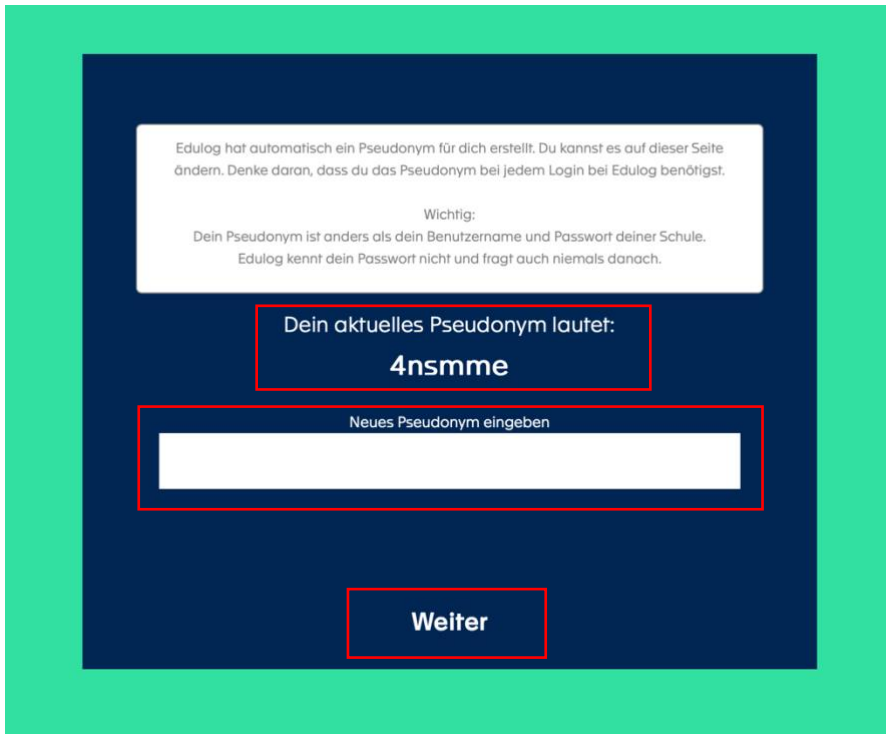 Edulog hat automatisch ein Pseudonym für dich erstellt. Du kannst es auf dieser Seite
ändern. Denke daran, dass du das Pseudonym bei jedem Login bei Edulog benötigst.
Wichtig:
Dein Pseudonym ist anders als dein Benutzername und Passwort deiner Schule.
Edulog kennt dein Passwort nicht und fragt auch niemals danach.
Dein aktuelles Pseudonym lautet:
4nsmme
Neues Pseudonym eingeben
Weiter